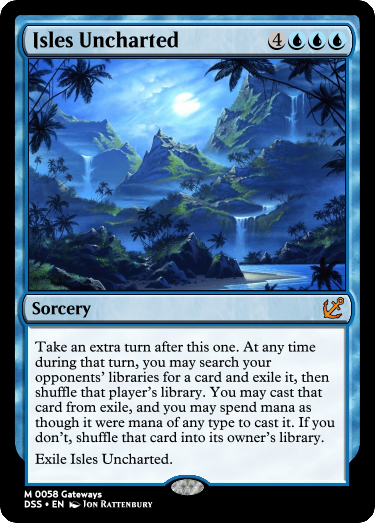 Isles Uncharted 4
Sorcery
Take an extra turn after this one. At any time
during that turn, you may search your
opponents' libraries for a card and exile it, then
shuffle that player's library. You may cast that
card from exile, and you may spend mana as
though it were mana of any type to cast it. If you
don't, shuffle that card into its owner's library.
Exile Isles Uncharted.
M 0058 Gateways
DSS • EN Jon Rattenbury